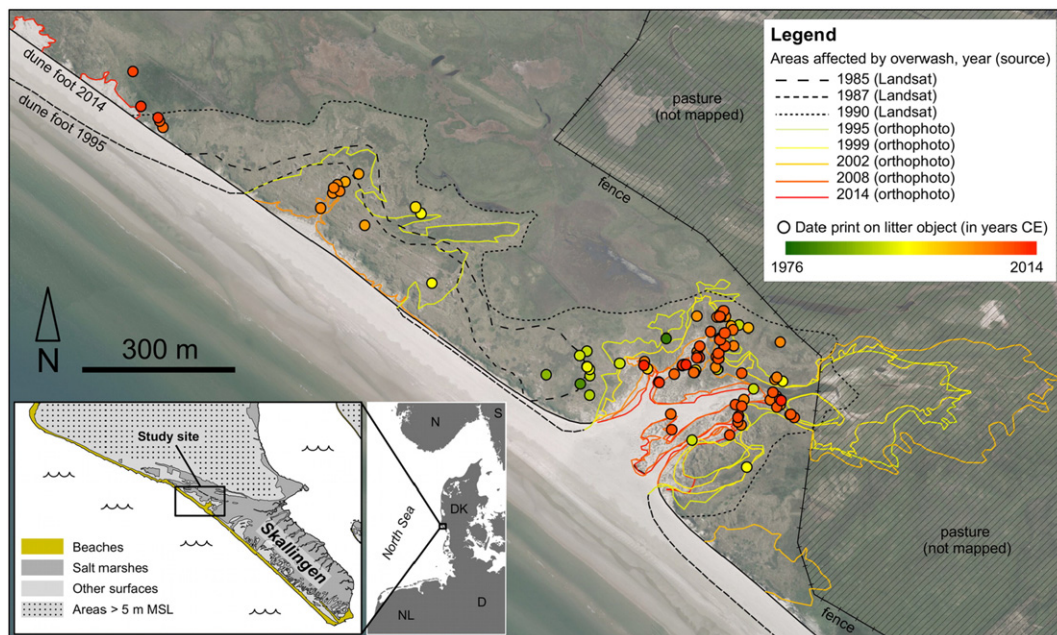 dune foot 2014
dune foot 1995
pasture
(not mapped)
fence
Legend
Areas affected by overwash, year (source)
1985 (Landsat)
1987 (Landsat)
1990 (Landsat)
1995 (orthophoto)
1999 (orthophoto)
2002 (orthophoto)
2008 (orthophoto)
2014 (orthophoto)
Date print on litter object (in years CE)
1976
2014
N
300 m
Study site
Skallingen
Beaches
Salt marshes
Other surfaces
Areas > 5 m MSL
N
S
DK
North Sea
NL
D
pasture
(not mapped)
fence